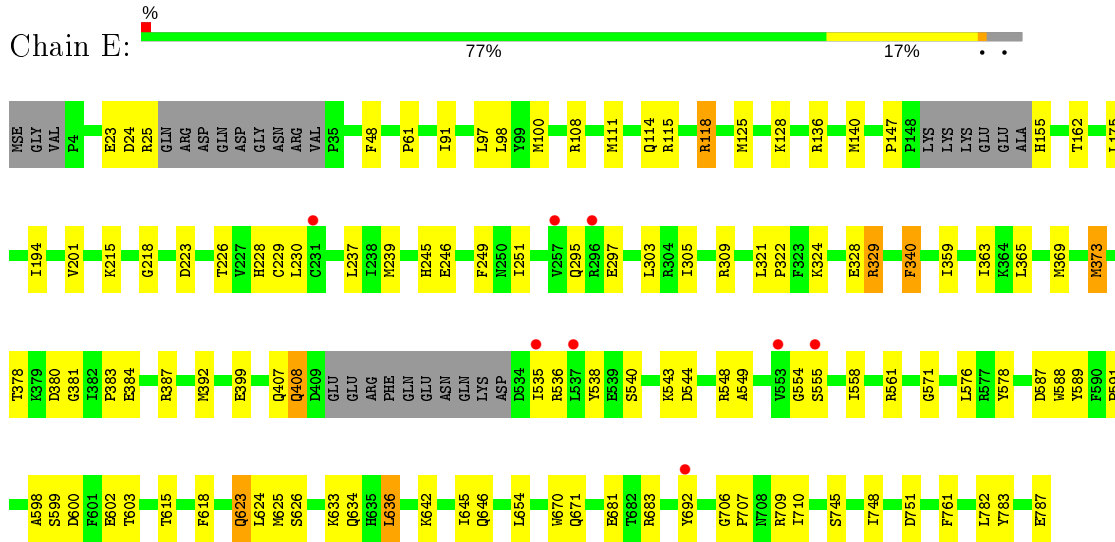 %
Chain E:
77% 17% • •
MSE GLY VAL P4 E23 D24 R25 GLN ARG ASP GLN ASP GLY ASN ARG VAL P35 F48 P61 I91 L97 L98 Y99 M100 R108 M111 Q114 R115 R118 M125 K128 R136 M140 P147 P148 LYS LYS LYS GLU GLU ALA H155 T162 L175
I194 V201 K215 G218 D223 T226 V227 H228 C229 L230 C231 L237 I238 M239 H245 E246 F249 N250 I251 V257 Q295 R296 E297 L303 R304 I305 R309 L321 P322 F323 K324 E328 R329 F340 I359 I363 K364 L365 M369 M373
T378 K379 D380 G381 I382 P383 E384 R387 M392 E399 Q407 Q408 D409 GLU GLU ARG PHE GLN GLU ASN GLN LYS ASP D534 I535 R536 L537 Y538 E539 S540 K543 D544 R548 A549 V553 G554 S555 I558 R561 G571 L576 R577 Y578 D587 W588 Y589 F590 P591
A598 S599 D600 F601 E602 T603 T615 F618 Q623 L624 M625 S626 K633 Q634 H635 L636 K642 I645 Q646 L654 W670 Q671 E681 T682 R683 Y692 G706 P707 N708 R709 I710 S745 I748 D751 F761 L782 Y783 E787